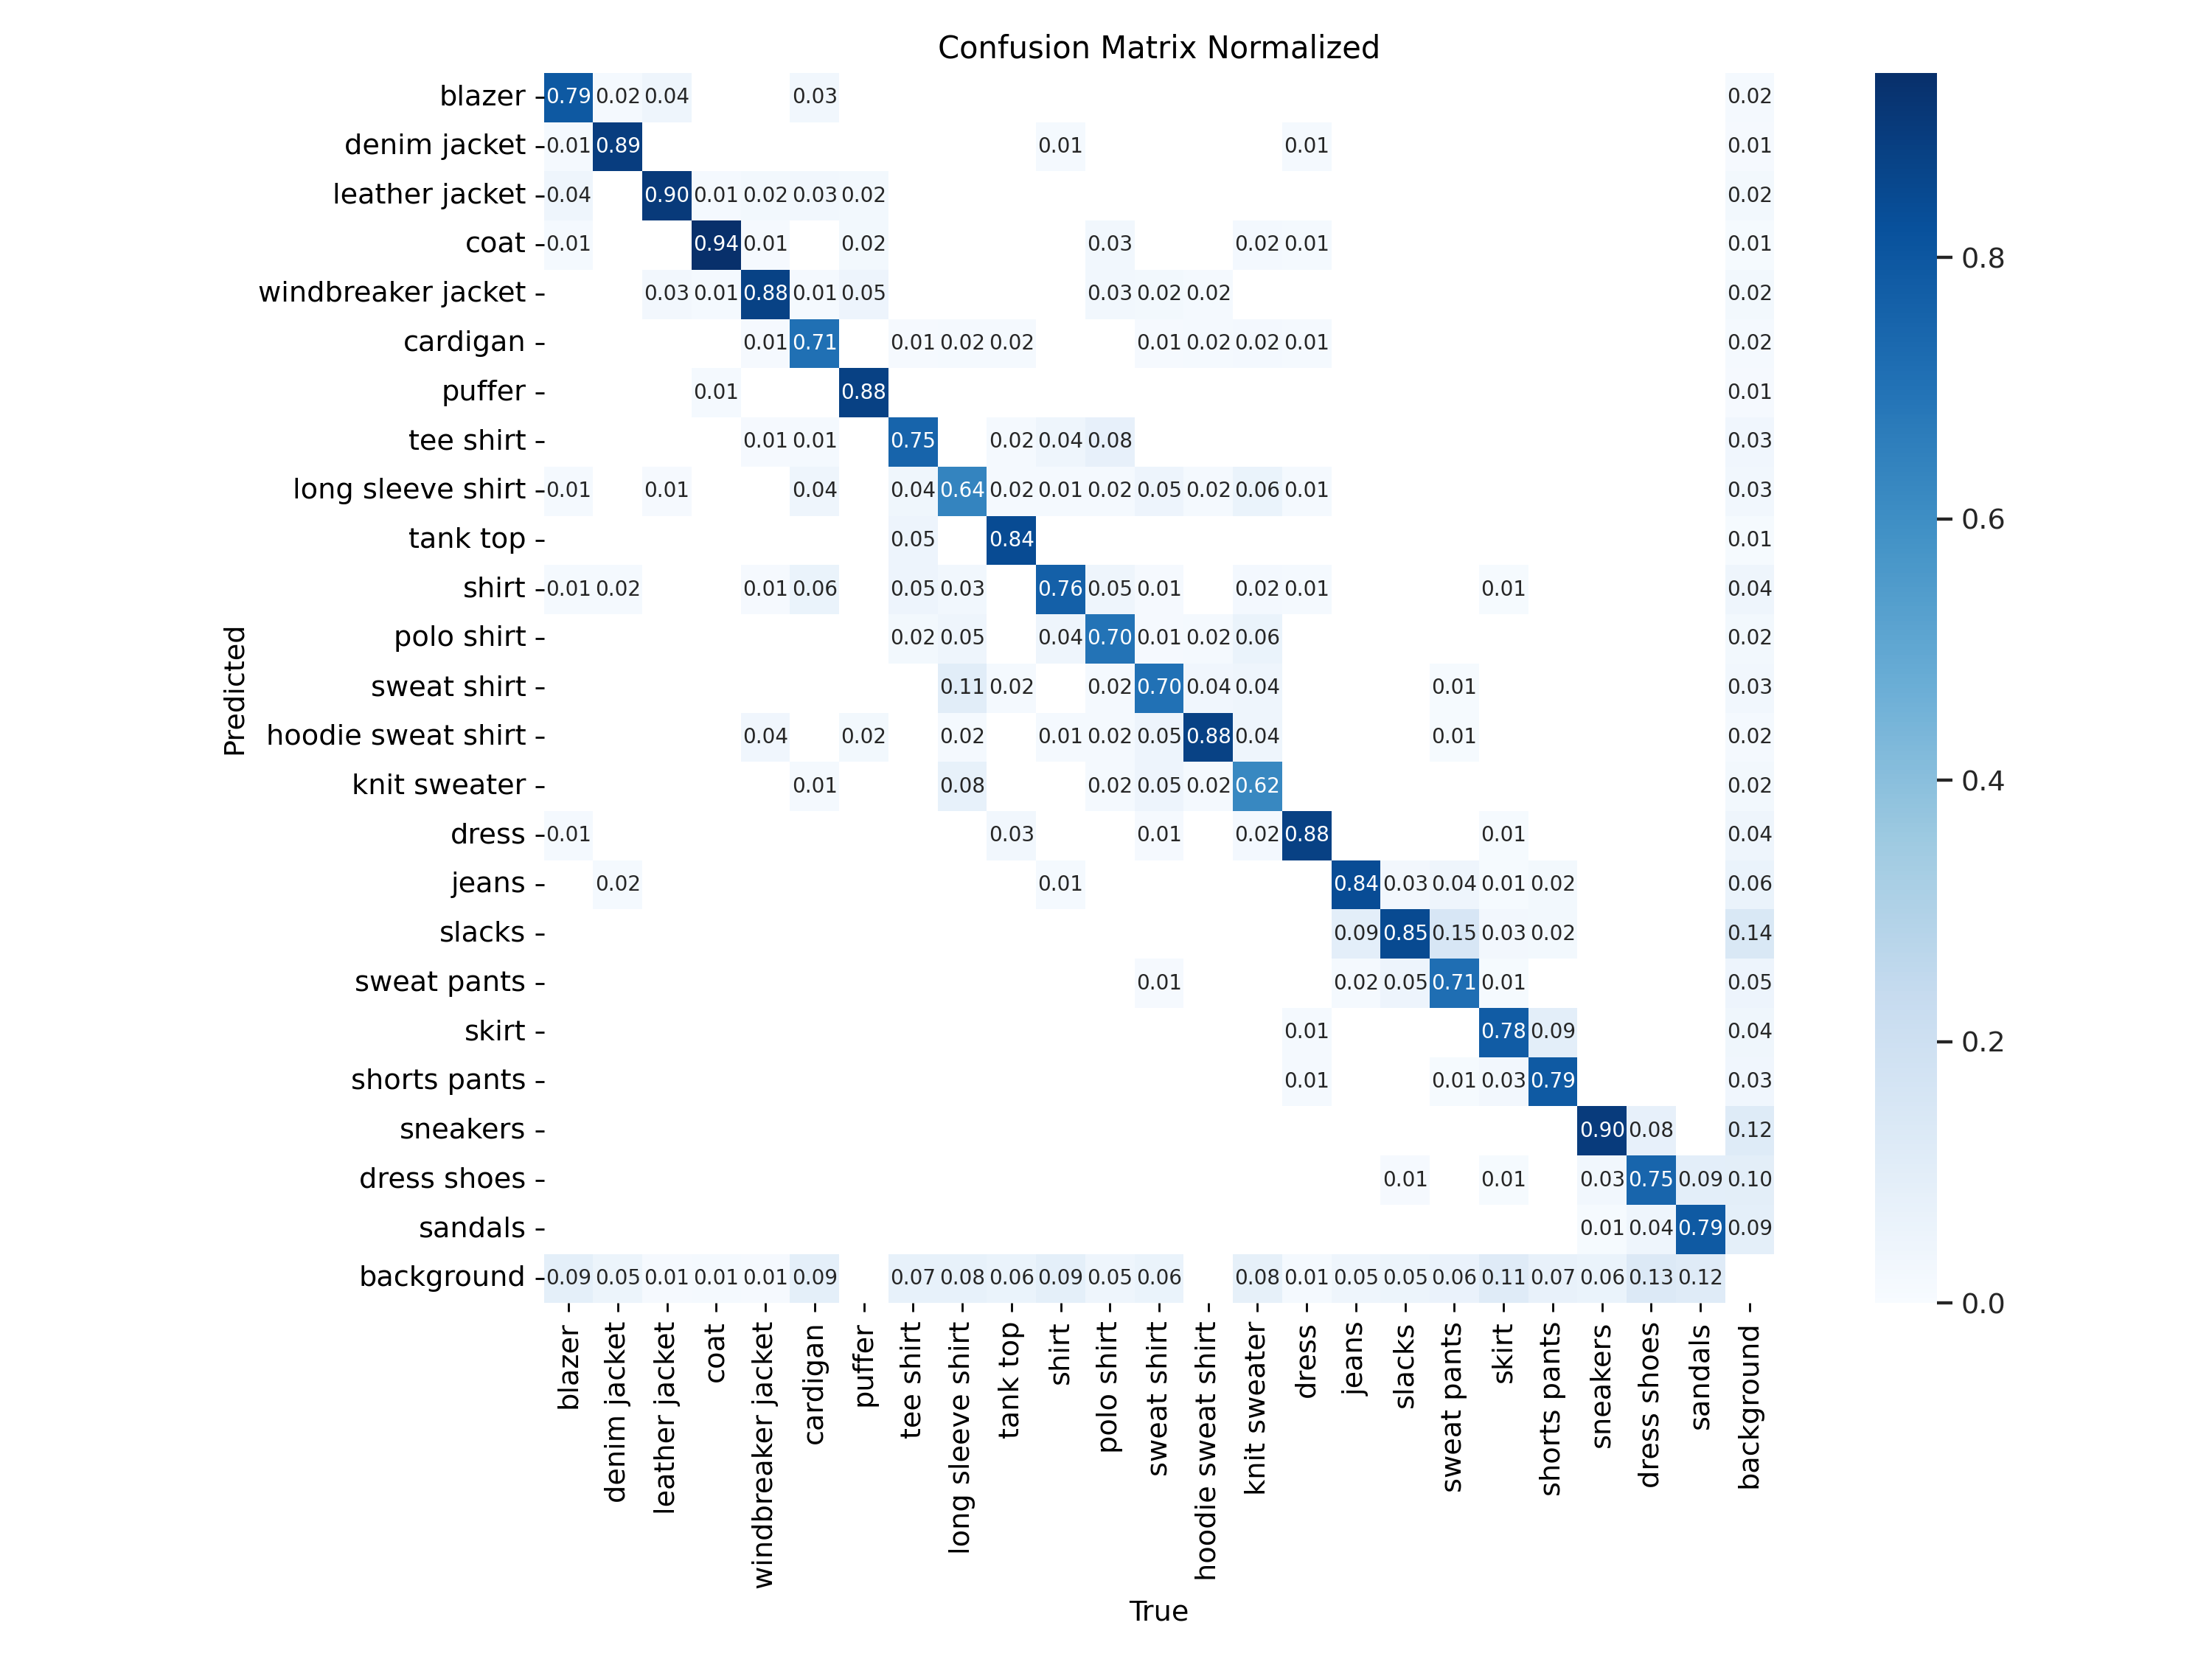 Confusion Matrix Normalized
blazer 0.79 0.02 0.04 0.03 0.02
denim jacket 0.01 0.89 0.01 0.01 0.01
leather jacket 0.04 0.90 0.01 0.02 0.03 0.02 0.02
coat 0.01 0.94 0.01 0.02 0.03 0.02 0.01 0.01
windbreaker jacket 0.03 0.01 0.88 0.01 0.05 0.03 0.02 0.02 0.02
cardigan 0.01 0.71 0.01 0.02 0.02 0.01 0.02 0.02 0.01 0.02
puffer 0.01 0.88 0.01
tee shirt 0.01 0.01 0.75 0.02 0.04 0.08 0.03
long sleeve shirt 0.01 0.01 0.04 0.04 0.64 0.02 0.01 0.02 0.05 0.02 0.06 0.01 0.03
tank top 0.05 0.84 0.01
shirt 0.01 0.02 0.01 0.06 0.05 0.03 0.76 0.05 0.01 0.02 0.01 0.01 0.04
polo shirt 0.02 0.05 0.04 0.70 0.01 0.02 0.06 0.02
sweat shirt 0.11 0.02 0.02 0.70 0.04 0.04 0.01 0.03
hoodie sweat shirt 0.04 0.02 0.02 0.01 0.02 0.05 0.88 0.04 0.01 0.02
knit sweater 0.01 0.08 0.02 0.05 0.02 0.62 0.02
dress 0.01 0.03 0.01 0.02 0.88 0.01 0.04
jeans 0.02 0.01 0.84 0.03 0.04 0.01 0.02 0.06
slacks 0.09 0.85 0.15 0.03 0.02 0.14
sweat pants 0.01 0.02 0.05 0.71 0.01 0.05
skirt 0.01 0.78 0.09 0.04
shorts pants 0.01 0.01 0.03 0.79 0.03
sneakers 0.90 0.08 0.12
dress shoes 0.01 0.01 0.03 0.75 0.09 0.10
sandals 0.01 0.04 0.79 0.09
background 0.09 0.05 0.01 0.01 0.01 0.09 0.07 0.08 0.06 0.09 0.05 0.06 0.08 0.01 0.05 0.05 0.06 0.11 0.07 0.06 0.13 0.12
Predicted
blazer
denim jacket
leather jacket
coat
windbreaker jacket
cardigan
puffer
tee shirt
long sleeve shirt
tank top
shirt
polo shirt
sweat shirt
hoodie sweat shirt
knit sweater
dress
jeans
slacks
sweat pants
skirt
shorts pants
sneakers
dress shoes
sandals
background
True
0.8
0.6
0.4
0.2
0.0